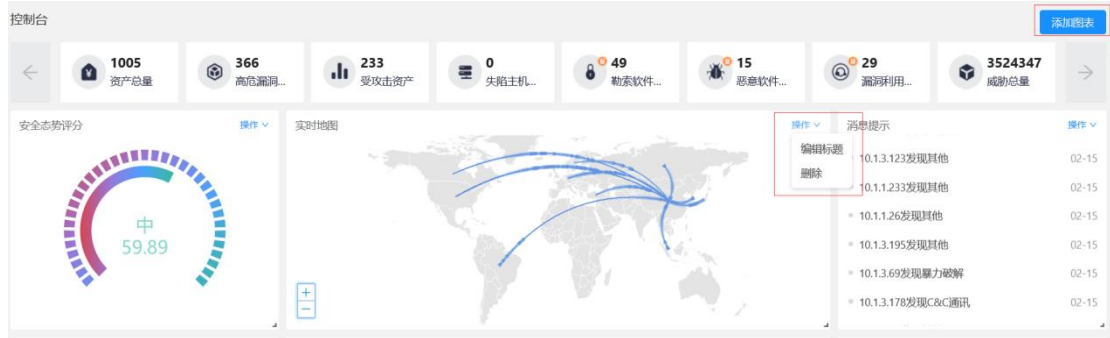 控制台
添加图表
1005
资产总量
366
高危漏洞...
233
受攻击资产
0
失陷主机...
49
勒索软件...
15
恶意软件...
29
漏洞利用...
3524347
威胁总量
安全态势评分
操作
中
59.89
实时地图
操作
编辑标题
删除
+
−
消息提示
操作
10.1.3.123发现其他 02-15
10.1.1.233发现其他 02-15
10.1.1.26发现其他 02-15
10.1.3.195发现其他 02-15
10.1.3.69发现暴力破解 02-15
10.1.3.178发现C&C通讯 02-15